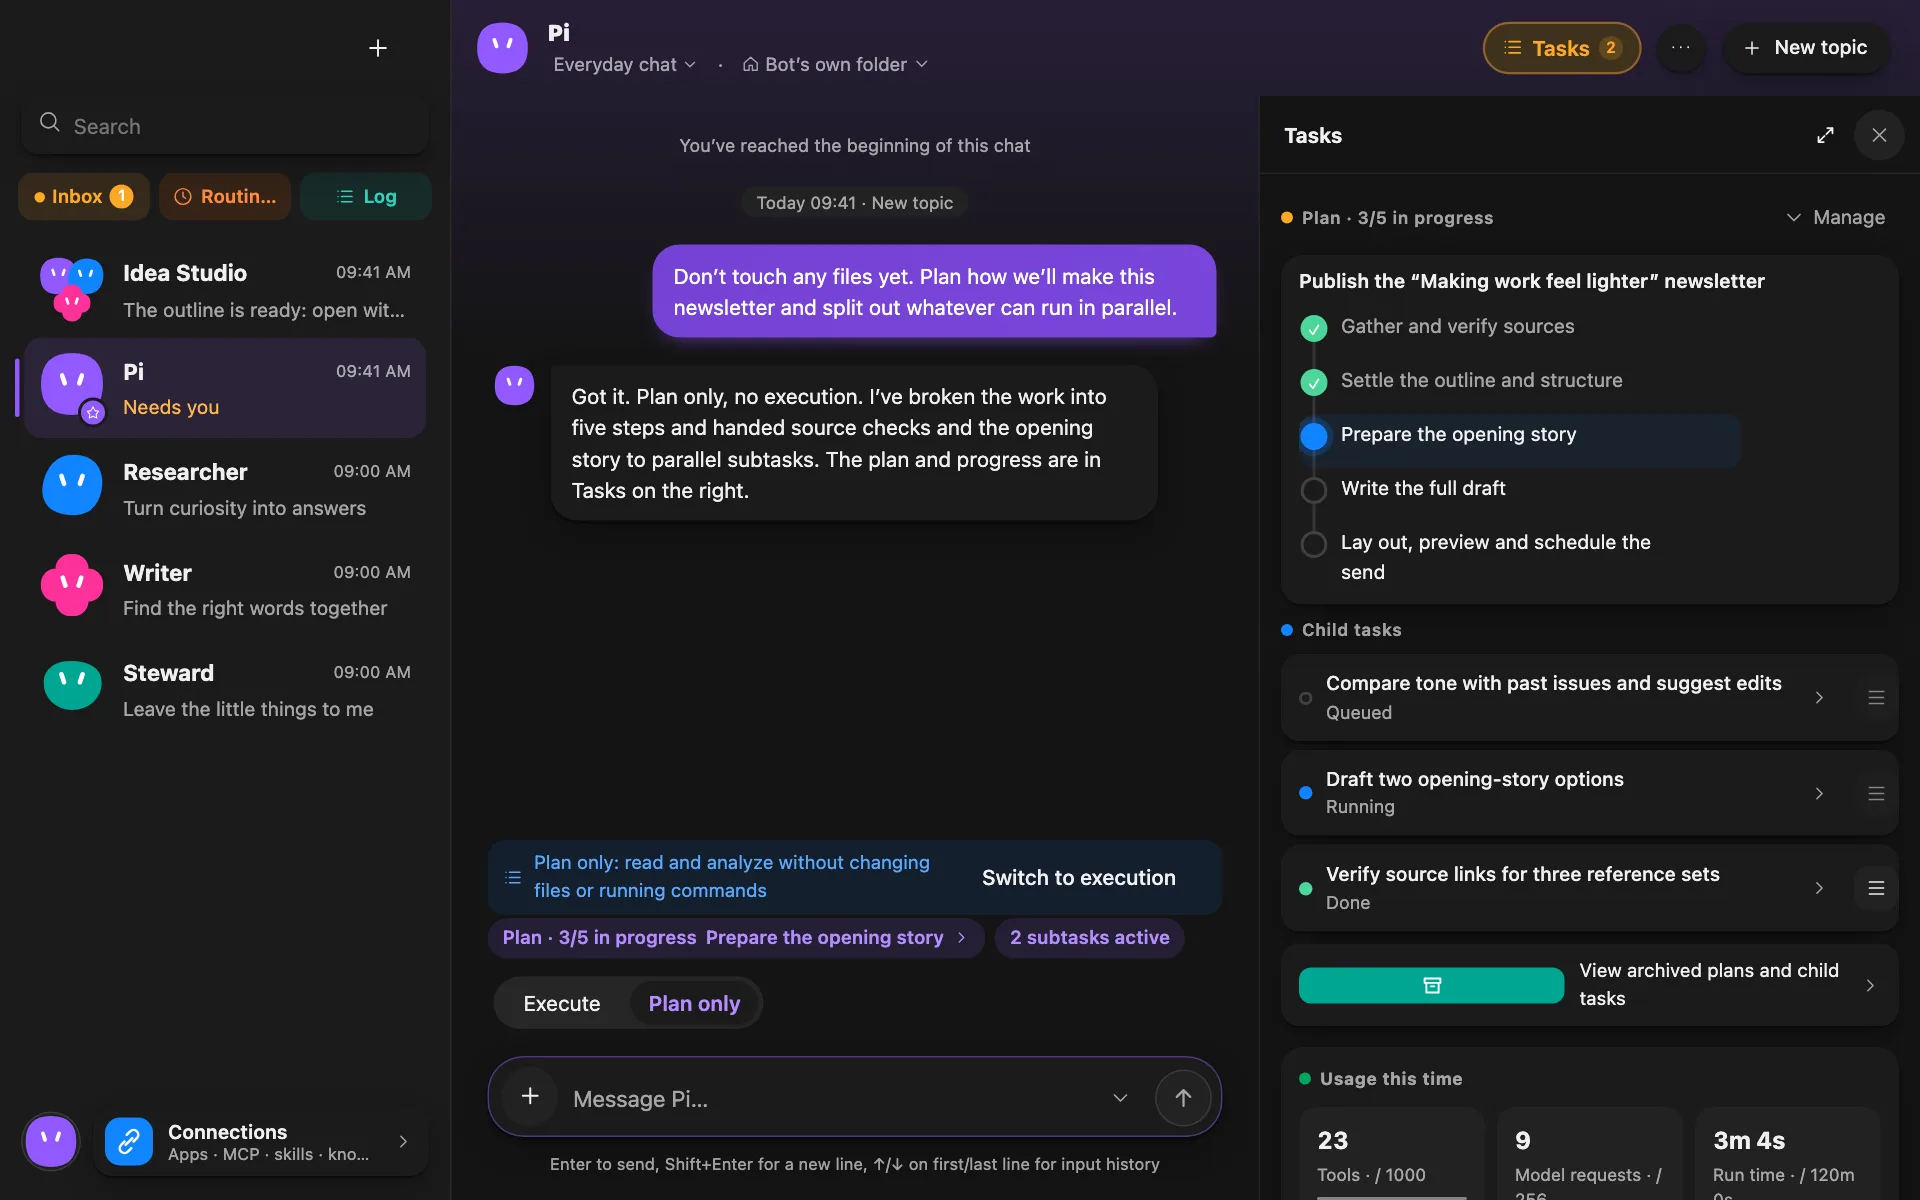 Search
Inbox 1
Routin...
Log
Idea Studio 09:41 AM
The outline is ready: open wit...
Pi 09:41 AM
Needs you
Researcher 09:00 AM
Turn curiosity into answers
Writer 09:00 AM
Find the right words together
Steward 09:00 AM
Leave the little things to me
Connections
Apps · MCP · skills · kno...
Pi
Everyday chat · Bot’s own folder
Tasks 2
New topic
You’ve reached the beginning of this chat
Today 09:41 · New topic
Don’t touch any files yet. Plan how we’ll make this
newsletter and split out whatever can run in parallel.
Got it. Plan only, no execution. I’ve broken the work into
five steps and handed source checks and the opening
story to parallel subtasks. The plan and progress are in
Tasks on the right.
Plan only: read and analyze without changing
files or running commands
Switch to execution
Plan · 3/5 in progress Prepare the opening story
2 subtasks active
Execute
Plan only
Message Pi...
Enter to send, Shift+Enter for a new line, ↑/↓ on first/last line for input history
Tasks
Plan · 3/5 in progress
Manage
Publish the “Making work feel lighter” newsletter
Gather and verify sources
Settle the outline and structure
Prepare the opening story
Write the full draft
Lay out, preview and schedule the
send
Child tasks
Compare tone with past issues and suggest edits
Queued
Draft two opening-story options
Running
Verify source links for three reference sets
Done
View archived plans and child
tasks
Usage this time
23
Tools · / 1000
9
Model requests · /
256
3m 4s
Run time · / 120m
0s